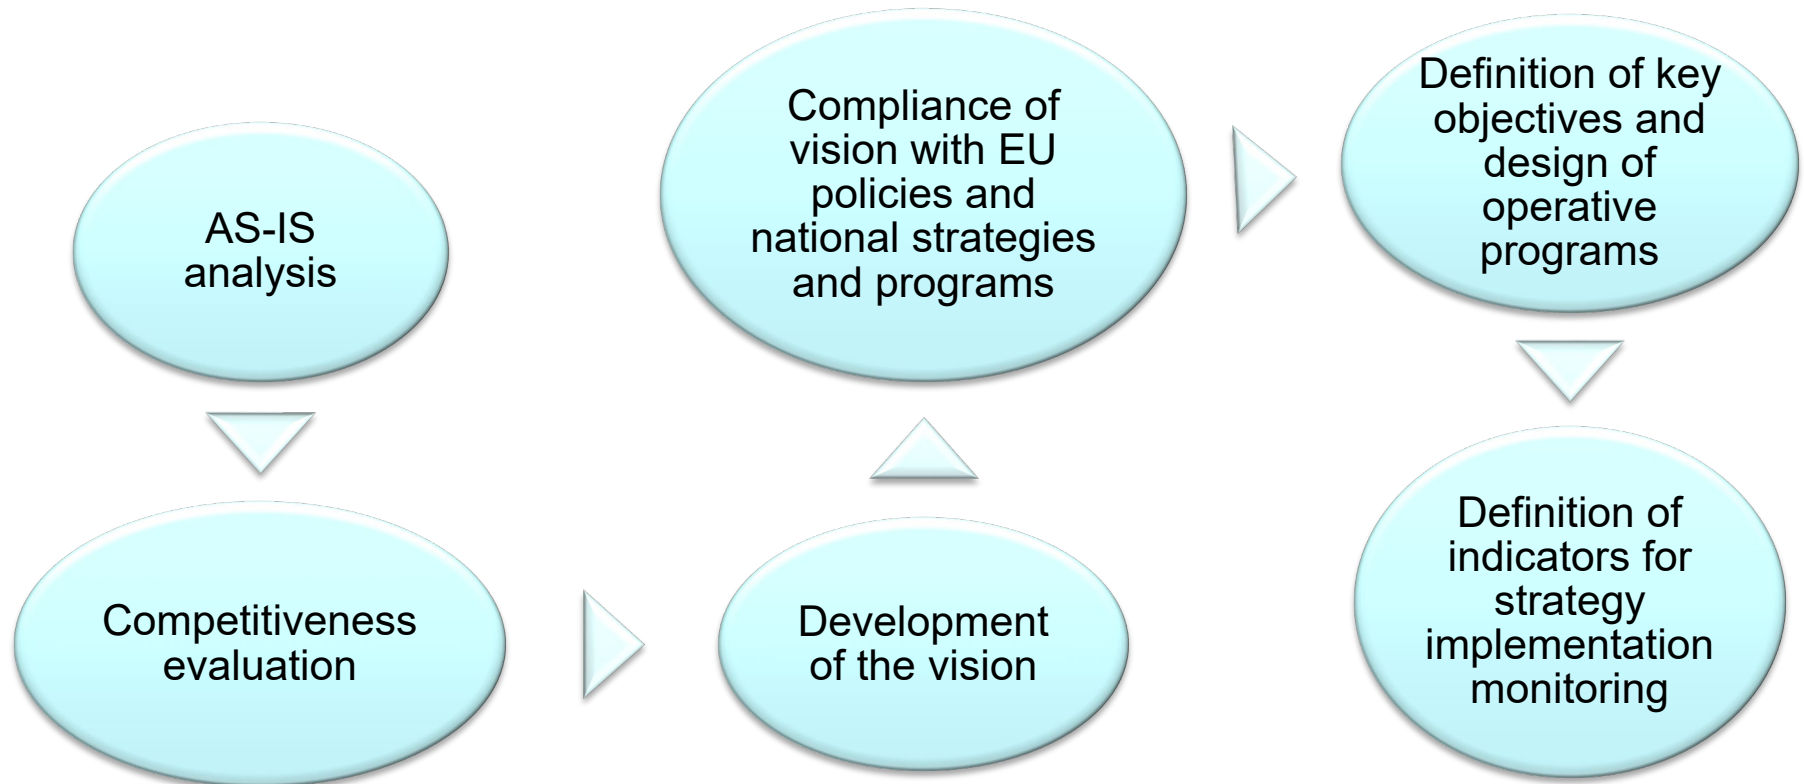 AS-IS
analysis
Competitiveness
evaluation
Development
of the vision
Compliance of
vision with EU
policies and
national strategies
and programs
Definition of key
objectives and
design of
operative
programs
Definition of
indicators for
strategy
implementation
monitoring